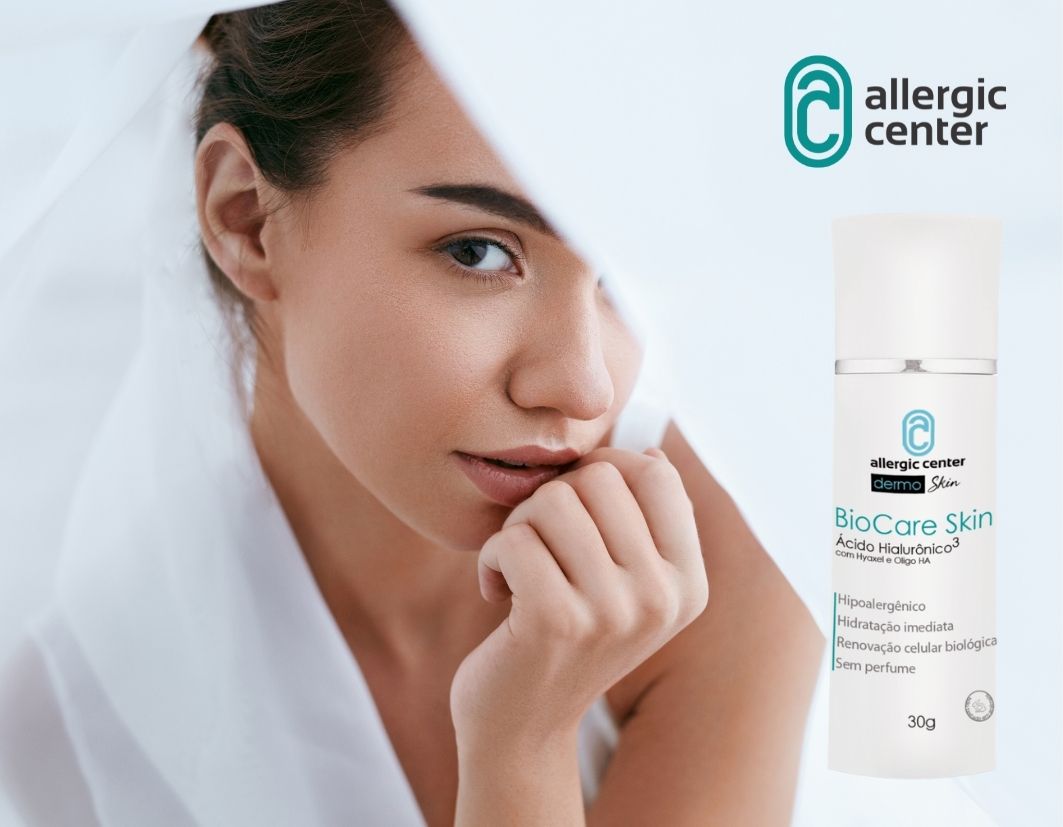 allergic
center
allergic center
dermo Skin
BioCare Skin
Ácido Hialurônico³
com Hyaxel e Oligo HA
Hipoalergênico
Hidratação imediata
Renovação celular biológica
Sem perfume
30g